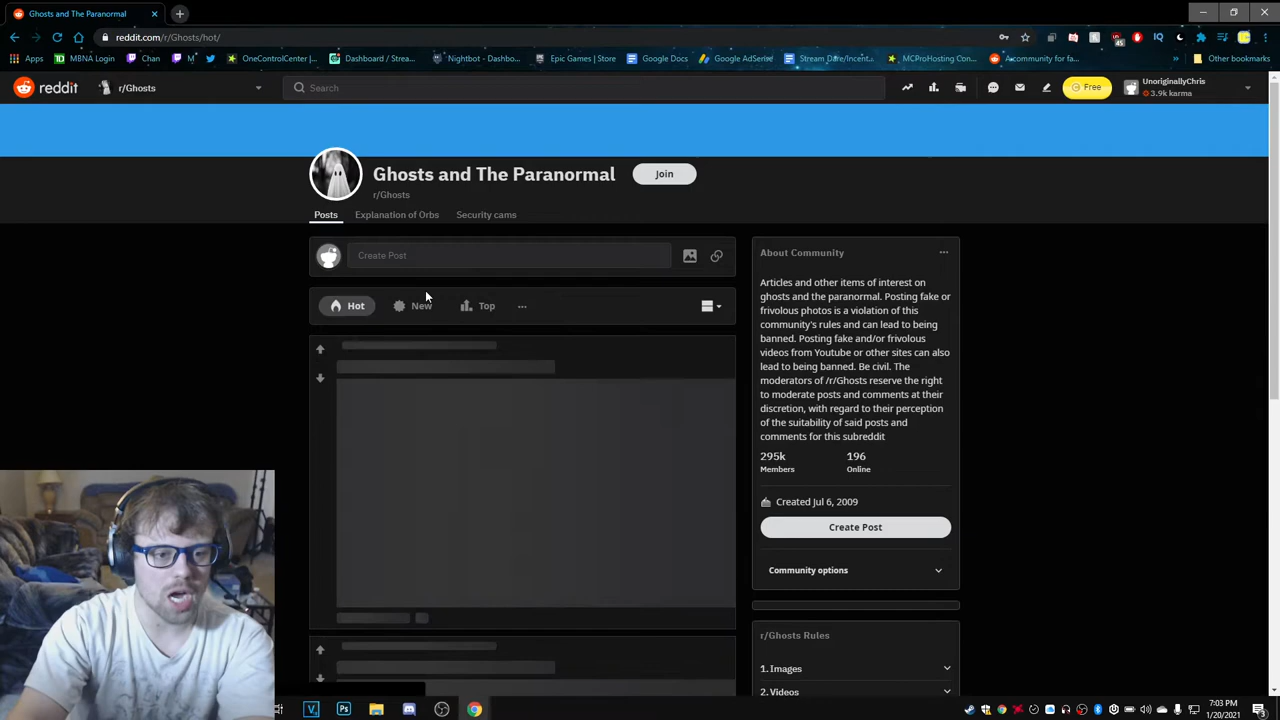 Ghosts and The Paranormal
reddit.com/r/Ghosts/hot/
45
Apps
MBNA Login
Chan
M
OneControlCenter | ...
Dashboard / Strea...
Nightbot - Dashbo...
Epic Games | Store
Google Docs
Google AdSense
Stream Date/Incent...
MCProHosting Con...
A community for fa...
»
Other bookmarks
reddit
r/Ghosts
Search
Free
UnoriginallyChris
3.9k karma
Ghosts and The Paranormal
Join
r/Ghosts
Posts
Explanation of Orbs
Security cams
Create Post
Hot
New
Top
...
About Community
...
Articles and other items of interest on
ghosts and the paranormal. Posting fake or
frivolous photos is a violation of this
community's rules and can lead to being
banned. Posting fake and/or frivolous
videos from Youtube or other sites can also
lead to being banned. Be civil. The
moderators of /r/Ghosts reserve the right
to moderate posts and comments at their
discretion, with regard to their perception
of the suitability of said posts and
comments for this subreddit
295k
196
Members
Online
Created Jul 6, 2009
Create Post
Community options
r/Ghosts Rules
1. Images
2. Videos
7:03 PM
1/20/2021